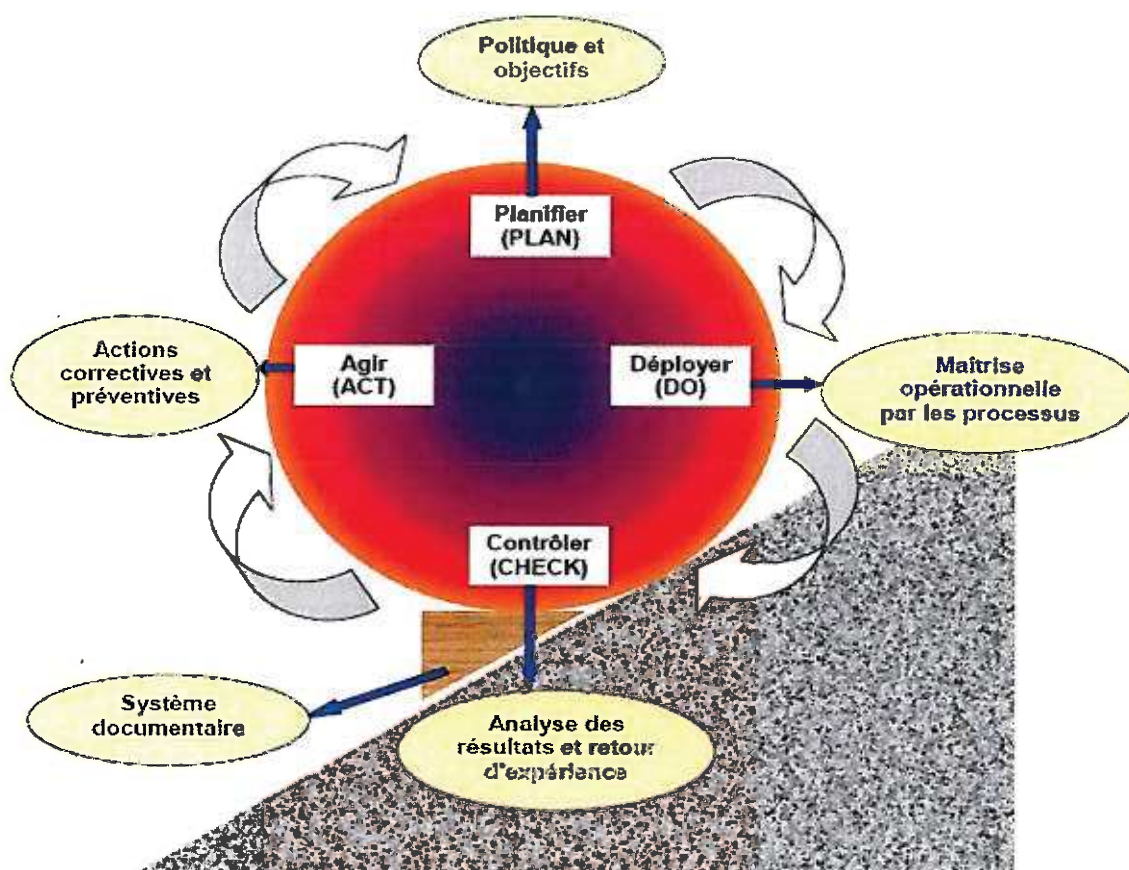 Politique et
objectifs
Planifier
(PLAN)
Actions
correctives et
préventives
Agir
(ACT)
Déployer
(DO)
Maîtrise
opérationnelle
par les processus
Contrôler
(CHECK)
Système
documentaire
Analyse des
résultats et retour
d'expérience